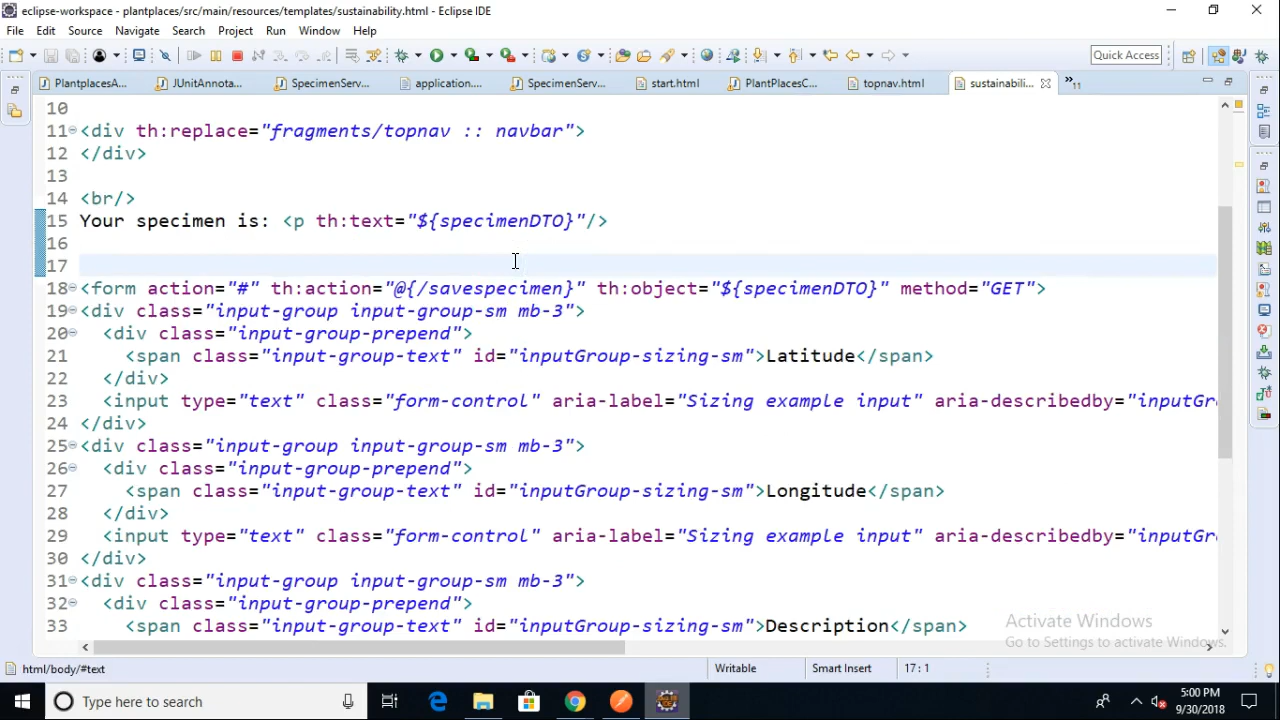 eclipse-workspace - plantplaces/src/main/resources/templates/sustainability.html - Eclipse IDE
File Edit Source Navigate Search Project Run Window Help
Quick Access
PlantplacesA... JUnitAnnota... SpecimenServ... application.... SpecimenServ... start.html PlantPlacesC... topnav.html sustainabili... »11
10
11 <div th:replace="fragments/topnav :: navbar">
12 </div>
13
14 <br/>
15 Your specimen is: <p th:text="${specimenDTO}"/>
16
17
18 <form action="#" th:action="@{/savespecimen}" th:object="${specimenDTO}" method="GET">
19 <div class="input-group input-group-sm mb-3">
20 <div class="input-group-prepend">
21 <span class="input-group-text" id="inputGroup-sizing-sm">Latitude</span>
22 </div>
23 <input type="text" class="form-control" aria-label="Sizing example input" aria-describedby="inputGr
24 </div>
25 <div class="input-group input-group-sm mb-3">
26 <div class="input-group-prepend">
27 <span class="input-group-text" id="inputGroup-sizing-sm">Longitude</span>
28 </div>
29 <input type="text" class="form-control" aria-label="Sizing example input" aria-describedby="inputGr
30 </div>
31 <div class="input-group input-group-sm mb-3">
32 <div class="input-group-prepend">
33 <span class="input-group-text" id="inputGroup-sizing-sm">Description</span>
Activate Windows
Go to Settings to activate Windows.
html/body/#text Writable Smart Insert 17 : 1
Type here to search
5:00 PM
9/30/2018